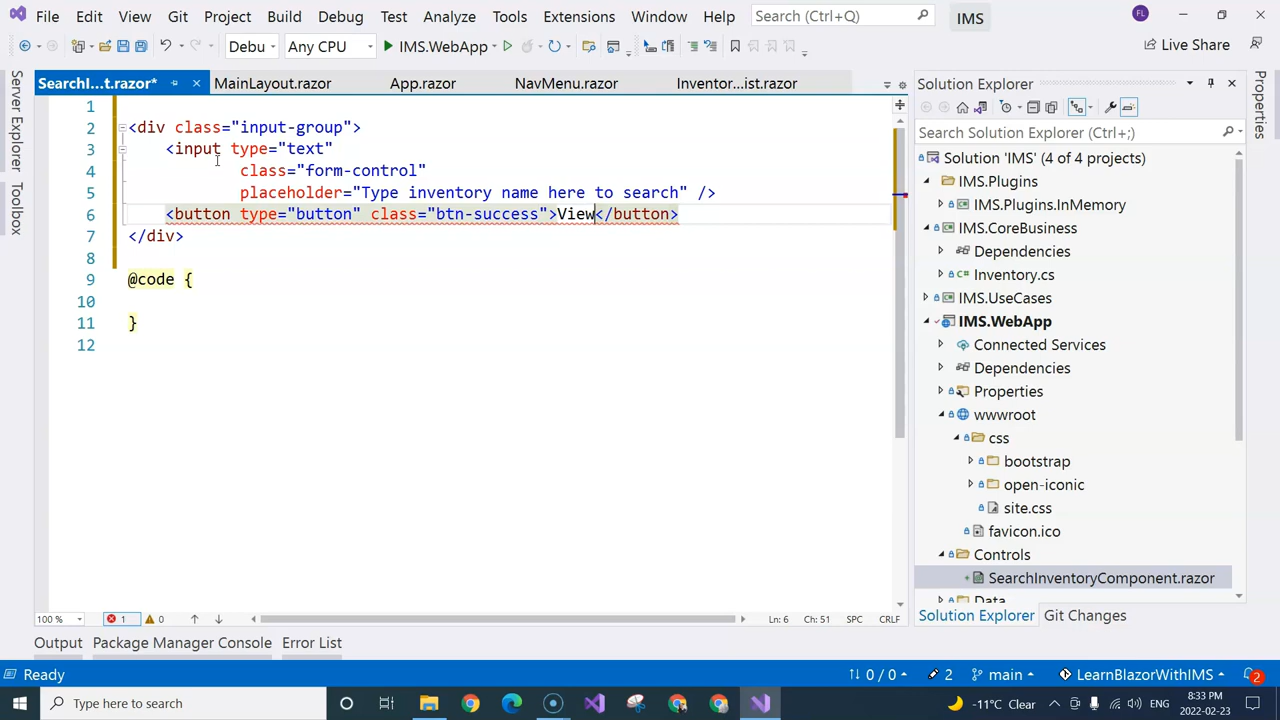 File Edit View Git Project Build Debug Test Analyze Tools Extensions Window Help Search (Ctrl+Q) IMS FL
Debu Any CPU IMS.WebApp Live Share
SearchI...t.razor* MainLayout.razor App.razor NavMenu.razor Inventor...ist.razor
Server Explorer
Toolbox
1
2 <div class="input-group">
3 <input type="text"
4 class="form-control"
5 placeholder="Type inventory name here to search" />
6 <button type="button" class="btn-success">View</button>
7 </div>
8
9 @code {
10
11 }
12
100 % 1 0 Ln: 6 Ch: 51 SPC CRLF
Solution Explorer
Search Solution Explorer (Ctrl+;)
Solution 'IMS' (4 of 4 projects)
IMS.Plugins
IMS.Plugins.InMemory
IMS.CoreBusiness
Dependencies
C# Inventory.cs
IMS.UseCases
IMS.WebApp
Connected Services
Dependencies
Properties
wwwroot
css
bootstrap
open-iconic
site.css
favicon.ico
Controls
SearchInventoryComponent.razor
Data
Solution Explorer Git Changes
Properties
Output Package Manager Console Error List
Ready 0 / 0 2 main LearnBlazorWithIMS 2
Type here to search -11°C Clear ENG 8:33 PM
2022-02-23